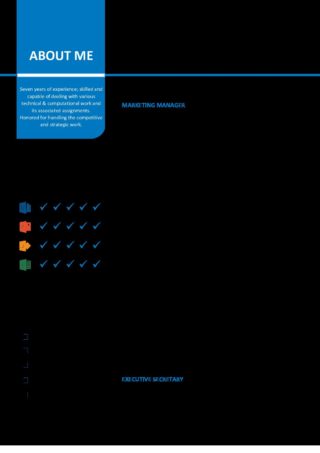 ABOUT ME
Seven years of experience; skilled and
capable of dealing with various
technical & computational work and
its associated assignments.
Honored for handling the competitive
and strategic work.
MARKETING MANAGER
EXECUTIVE SECRETARY